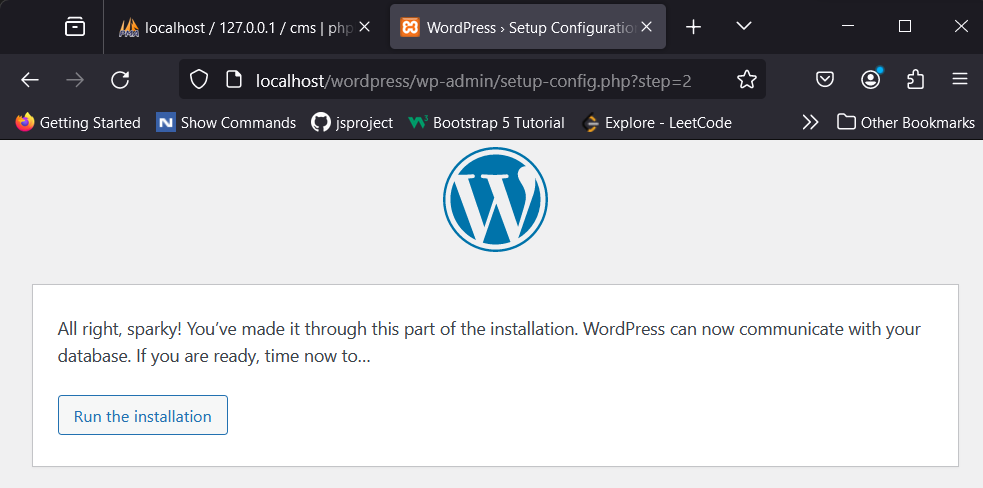 localhost / 127.0.0.1 / cms | php
WordPress › Setup Configuration
localhost/wordpress/wp-admin/setup-config.php?step=2
Getting Started
Show Commands
jsproject
Bootstrap 5 Tutorial
Explore - LeetCode
Other Bookmarks
All right, sparky! You’ve made it through this part of the installation. WordPress can now communicate with your
database. If you are ready, time now to…
Run the installation